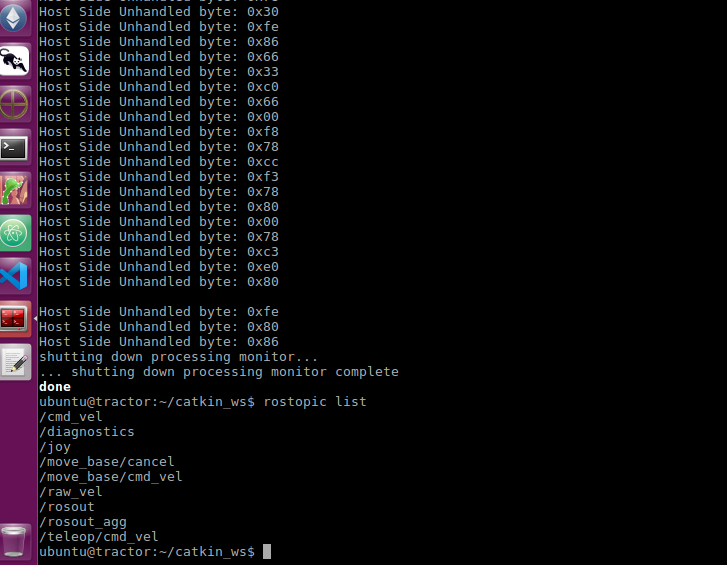 Host Side Unhandled byte: 0x30
Host Side Unhandled byte: 0xfe
Host Side Unhandled byte: 0x86
Host Side Unhandled byte: 0x66
Host Side Unhandled byte: 0x33
Host Side Unhandled byte: 0xc0
Host Side Unhandled byte: 0x66
Host Side Unhandled byte: 0x00
Host Side Unhandled byte: 0xf8
Host Side Unhandled byte: 0x78
Host Side Unhandled byte: 0xcc
Host Side Unhandled byte: 0xf3
Host Side Unhandled byte: 0x78
Host Side Unhandled byte: 0x80
Host Side Unhandled byte: 0x00
Host Side Unhandled byte: 0x78
Host Side Unhandled byte: 0xc3
Host Side Unhandled byte: 0xe0
Host Side Unhandled byte: 0x80
Host Side Unhandled byte: 0xfe
Host Side Unhandled byte: 0x80
Host Side Unhandled byte: 0x86
shutting down processing monitor...
... shutting down processing monitor complete
done
ubuntu@tractor:~/catkin_ws$ rostopic list
/cmd_vel
/diagnostics
/joy
/move_base/cancel
/move_base/cmd_vel
/raw_vel
/rosout
/rosout_agg
/teleop/cmd_vel
ubuntu@tractor:~/catkin_ws$